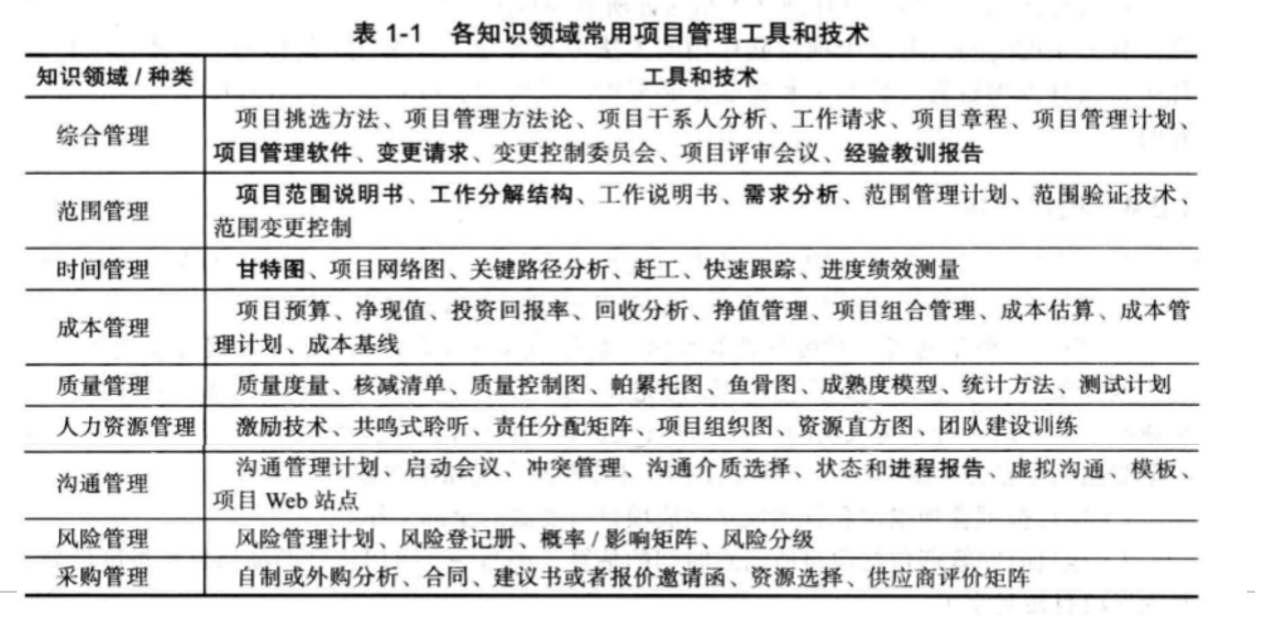 表 1-1 各知识领域常用项目管理工具和技术
知识领域 / 种类 工具和技术
综合管理 项目挑选方法、项目管理方法论、项目干系人分析、工作请求、项目章程、项目管理计划、
项目管理软件、变更请求、变更控制委员会、项目评审会议、经验教训报告
范围管理 项目范围说明书、工作分解结构、工作说明书、需求分析、范围管理计划、范围验证技术、
范围变更控制
时间管理 甘特图、项目网络图、关键路径分析、赶工、快速跟踪、进度绩效测量
成本管理 项目预算、净现值、投资回报率、回收分析、挣值管理、项目组合管理、成本估算、成本管
理计划、成本基线
质量管理 质量度量、核减清单、质量控制图、帕累托图、鱼骨图、成熟度模型、统计方法、测试计划
人力资源管理 激励技术、共鸣式聆听、责任分配矩阵、项目组织图、资源直方图、团队建设训练
沟通管理 沟通管理计划、启动会议、冲突管理、沟通介质选择、状态和进程报告、虚拟沟通、模板、
项目 Web 站点
风险管理 风险管理计划、风险登记册、概率 / 影响矩阵、风险分级
采购管理 自制或外购分析、合同、建议书或者报价邀请函、资源选择、供应商评价矩阵